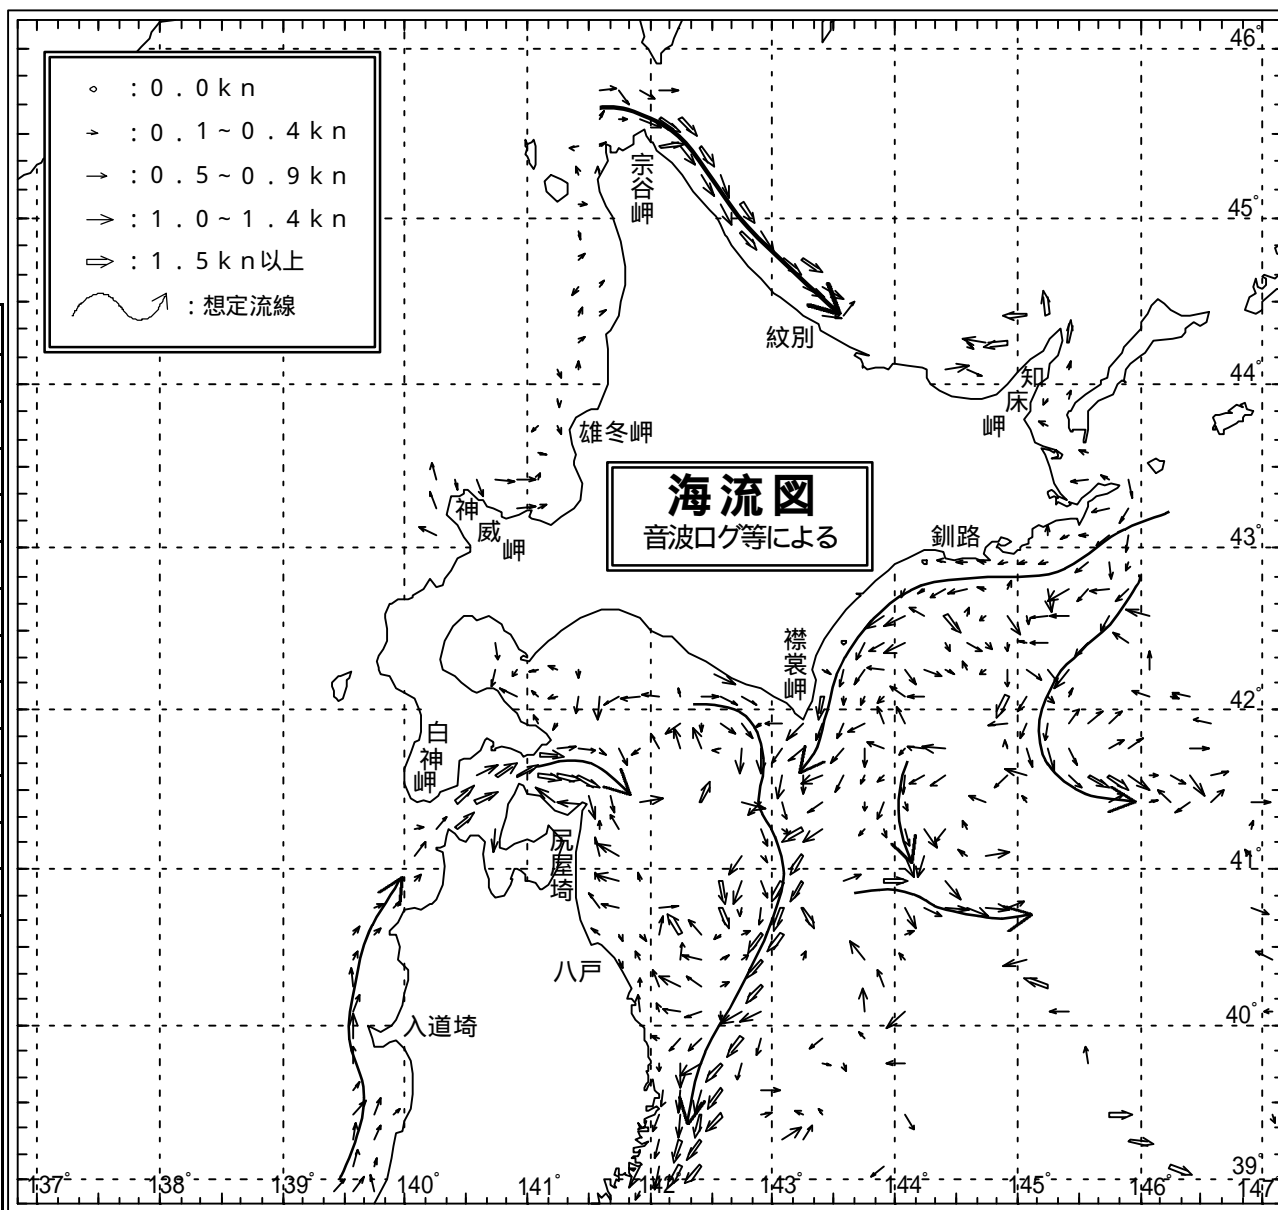 :0.0kn
:0.1~0.4kn
:0.5~0.9kn
:1.0~1.4kn
:1.5kn以上
:想定流線
46°
宗谷岬
45°
紋別
44°
知床岬
雄冬岬
海流図
音波ログ等による
神威岬
釧路
43°
襟裳岬
42°
白神岬
尻屋埼
41°
八戸
入道埼
40°
39°
137°
138°
139°
140°
141°
142°
143°
144°
145°
146°
147°